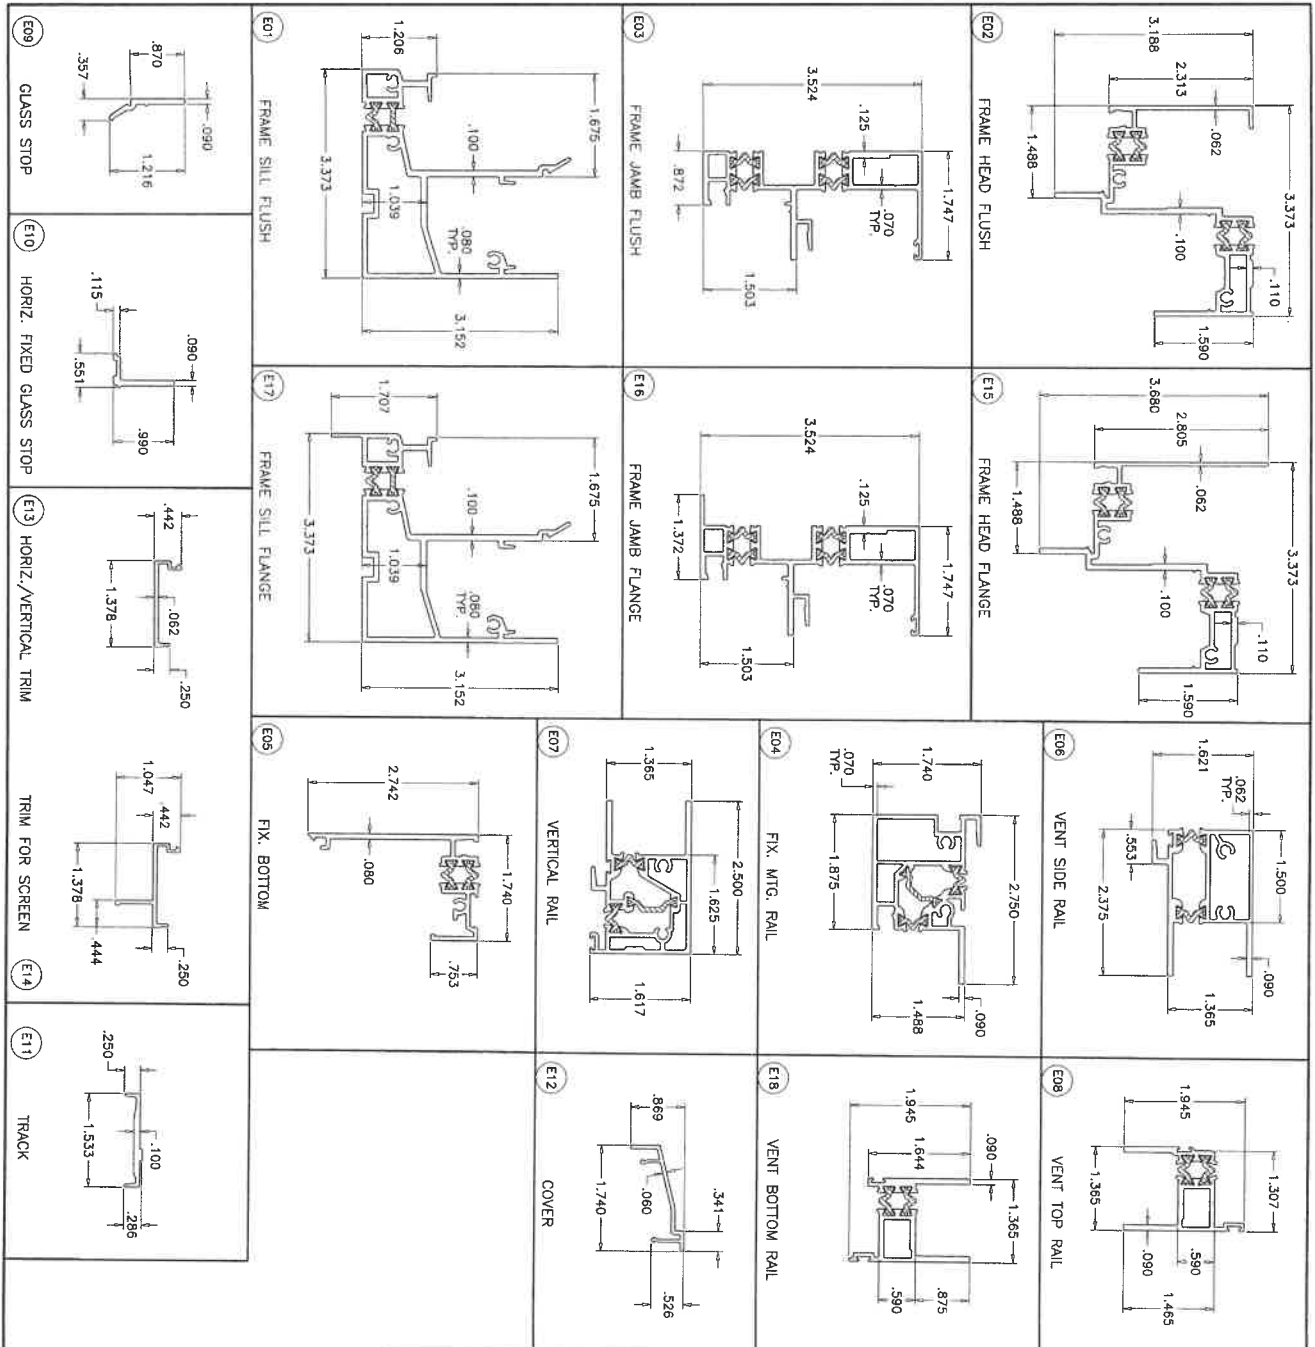 E02
FRAME HEAD FLUSH
3.188
2.313
.062
1.488
3.373
.100
.110
1.590
E15
FRAME HEAD FLANGE
3.680
2.805
.062
1.488
3.373
.100
.110
1.590
E06
VENT SIDE RAIL
1.621
.062
TYP.
.553
1.500
2.375
.090
1.365
E08
VENT TOP RAIL
1.945
1.307
1.365
.590
.090
1.465
E03
FRAME JAMB FLUSH
3.524
.125
.872
1.747
.070
TYP.
1.503
E16
FRAME JAMB FLANGE
3.524
.125
1.372
1.747
.070
TYP.
1.503
E04
FIX. MTG. RAIL
1.740
.070
TYP.
1.875
2.750
.090
1.488
E18
VENT BOTTOM RAIL
1.945
1.644
.090
1.365
.590
.875
E07
VERTICAL RAIL
1.365
2.500
1.625
1.617
E12
COVER
.869
.060
1.740
.341
.526
E01
FRAME SILL FLUSH
1.206
1.675
.100
3.373
1.039
.080
TYP.
3.152
E17
FRAME SILL FLANGE
1.707
1.675
.100
3.373
1.039
.080
TYP.
3.152
E05
FIX. BOTTOM
2.742
.080
1.740
.753
E09
GLASS STOP
.870
.357
.090
1.216
E10
HORIZ. FIXED GLASS STOP
.115
.090
.551
.990
E13
HORIZ./VERTICAL TRIM
.442
.062
1.378
.250
TRIM FOR SCREEN
E14
1.047
.442
1.378
.444
.250
E11
TRACK
.250
.100
1.533
.286